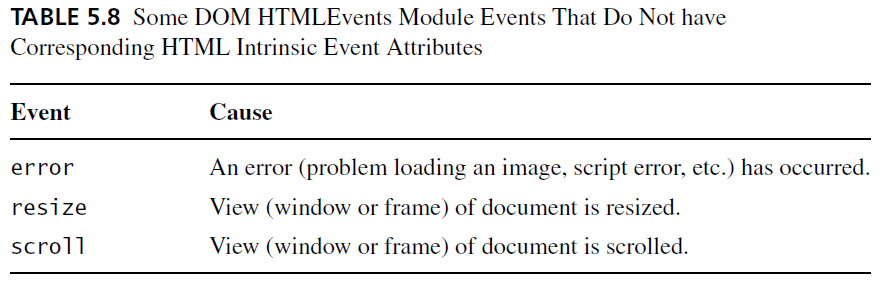 TABLE 5.8 Some DOM HTMLEvents Module Events That Do Not have
Corresponding HTML Intrinsic Event Attributes
Event Cause
error An error (problem loading an image, script error, etc.) has occurred.
resize View (window or frame) of document is resized.
scroll View (window or frame) of document is scrolled.